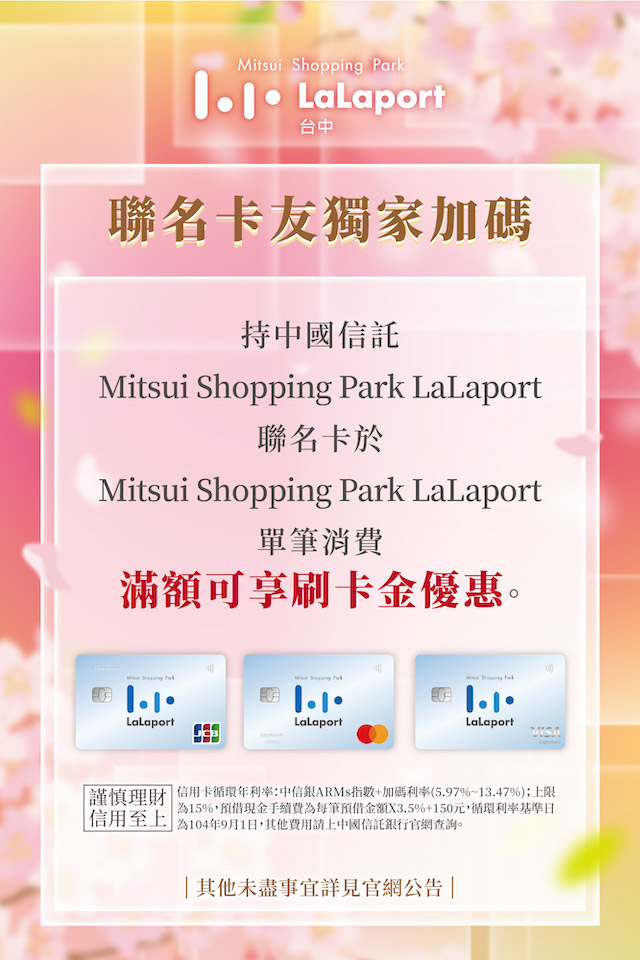 Mitsui Shopping Park
LaLaport
台中
聯名卡友獨家加碼
持中國信託
Mitsui Shopping Park LaLaport
聯名卡於
Mitsui Shopping Park LaLaport
單筆消費
滿額可享刷卡金優惠。
Mitsui Shopping Park
LaLaport
JCB
Mitsui Shopping Park
LaLaport
Mitsui Shopping Park
LaLaport
VISA
Signature
謹慎理財
信用至上
信用卡循環年利率：中信銀ARMs指數+加碼利率(5.97%~13.47%)；上限
為15%，預借現金手續費為每筆預借金額X3.5%+150元，循環利率基準日
為104年9月1日，其他費用請上中國信託銀行官網查詢。
|其他未盡事宜詳見官網公告|